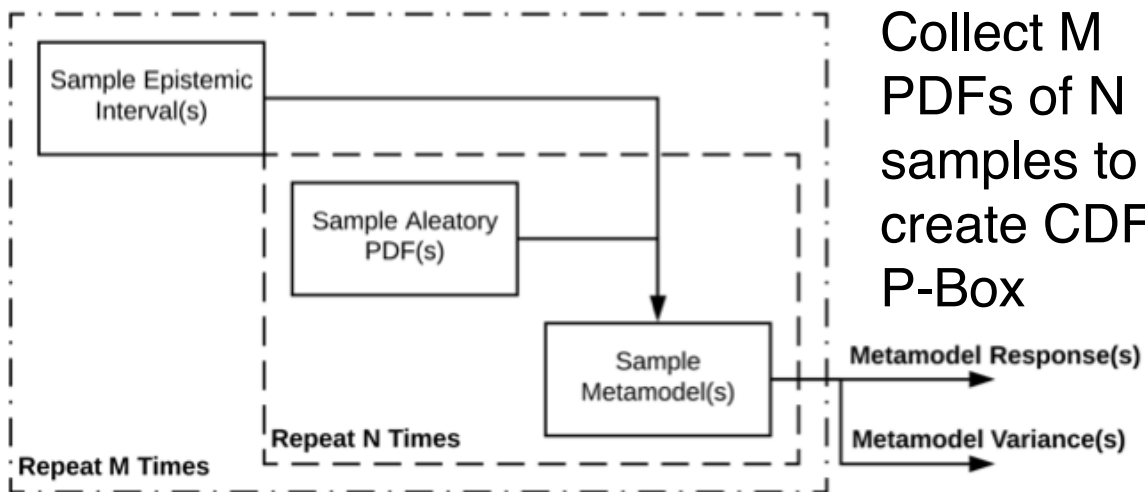 Sample Epistemic
Interval(s)
Sample Aleatory
PDF(s)
Sample
Metamodel(s)
Repeat N Times
Repeat M Times
Collect M
PDFs of N
samples to
create CDF
P-Box
Metamodel Response(s)
Metamodel Variance(s)